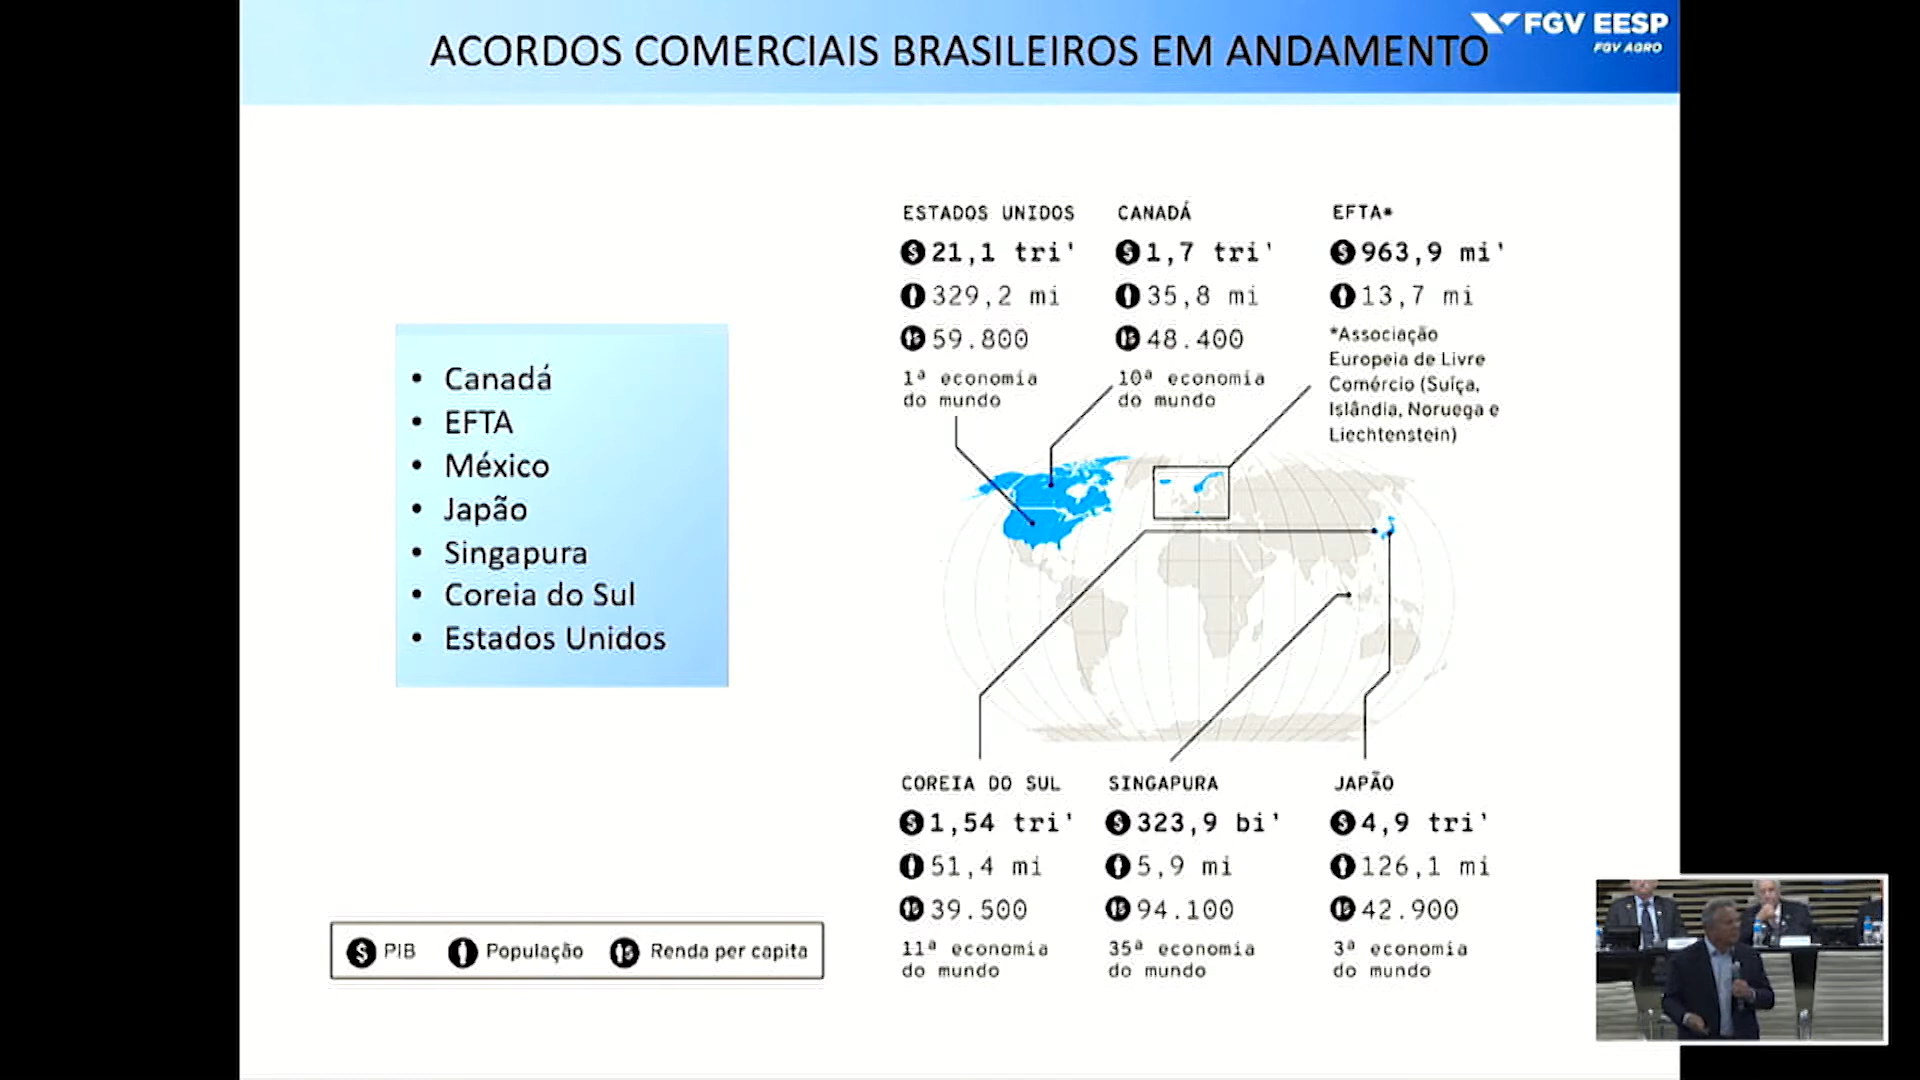 ACORDOS COMERCIAIS BRASILEIROS EM ANDAMENTO
FGV EESP
FGV AGRO
• Canadá
• EFTA
• México
• Japão
• Singapura
• Coreia do Sul
• Estados Unidos
ESTADOS UNIDOS
21,1 tri'
329,2 mi
59.800
1ª economia
do mundo
CANADÁ
1,7 tri'
35,8 mi
48.400
10ª economia
do mundo
EFTA*
963,9 mi'
13,7 mi
*Associação
Europeia de Livre
Comércio (Suíça,
Islândia, Noruega e
Liechtenstein)
COREIA DO SUL
1,54 tri'
51,4 mi
39.500
11ª economia
do mundo
SINGAPURA
323,9 bi'
5,9 mi
94.100
35ª economia
do mundo
JAPÃO
4,9 tri'
126,1 mi
42.900
3ª economia
do mundo
$ PIB
População
Renda per capita